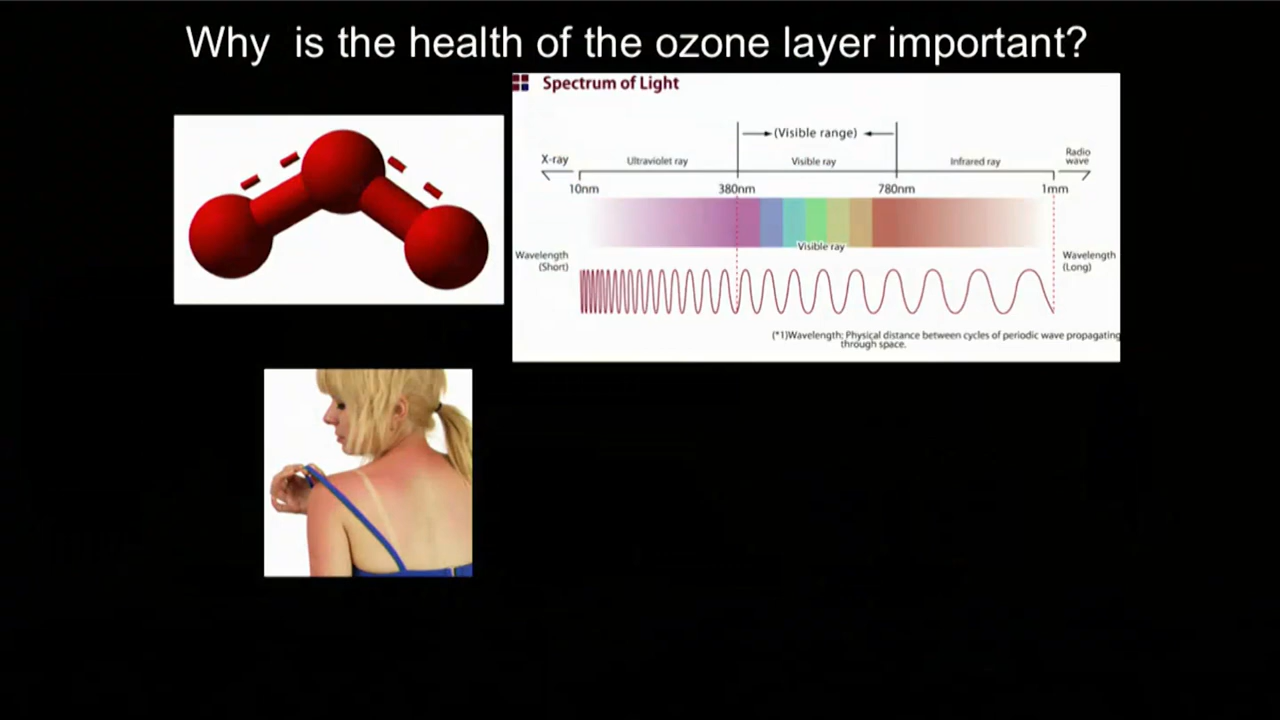 Why is the health of the ozone layer important?
Spectrum of Light
(Visible range)
X-ray
Ultraviolet ray
Visible ray
Infrared ray
Radio
wave
10nm
380nm
780nm
1mm
Visible ray
Wavelength
(Short)
Wavelength
(Long)
(*1)Wavelength: Physical distance between cycles of periodic wave propagating
through space.